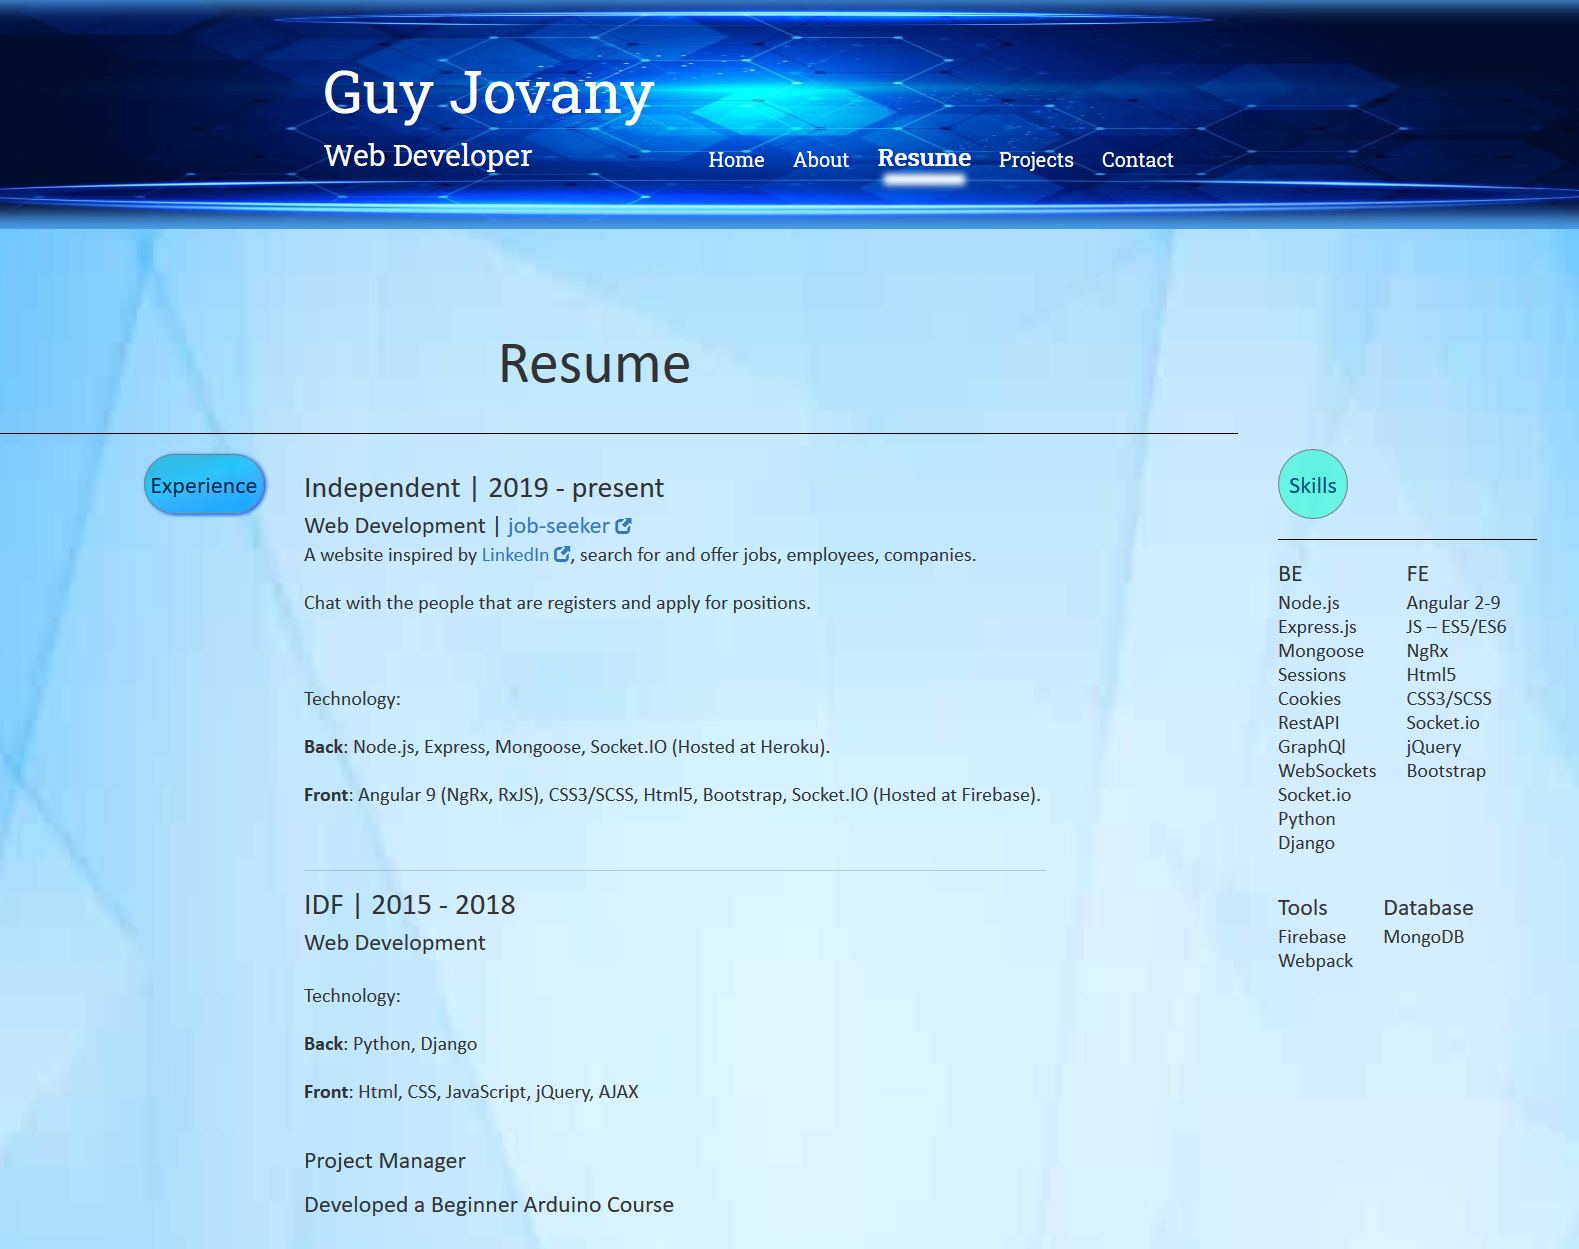 Guy Jovany
Web Developer
Home About Resume Projects Contact
Resume
Experience
Independent | 2019 - present
Web Development | job-seeker
A website inspired by LinkedIn, search for and offer jobs, employees, companies.
Chat with the people that are registers and apply for positions.
Technology:
Back: Node.js, Express, Mongoose, Socket.IO (Hosted at Heroku).
Front: Angular 9 (NgRx, RxJS), CSS3/SCSS, Html5, Bootstrap, Socket.IO (Hosted at Firebase).
IDF | 2015 - 2018
Web Development
Technology:
Back: Python, Django
Front: Html, CSS, JavaScript, jQuery, AJAX
Project Manager
Developed a Beginner Arduino Course
Skills
BE
Node.js
Express.js
Mongoose
Sessions
Cookies
RestAPI
GraphQl
WebSockets
Socket.io
Python
Django
FE
Angular 2-9
JS – ES5/ES6
NgRx
Html5
CSS3/SCSS
Socket.io
jQuery
Bootstrap
Tools
Firebase
Webpack
Database
MongoDB